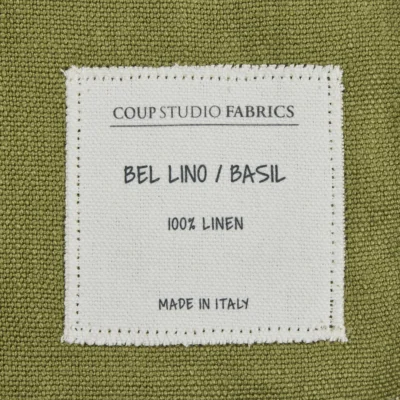 COUP STUDIO FABRICS
BEL LINO / BASIL
100% LINEN
MADE IN ITALY